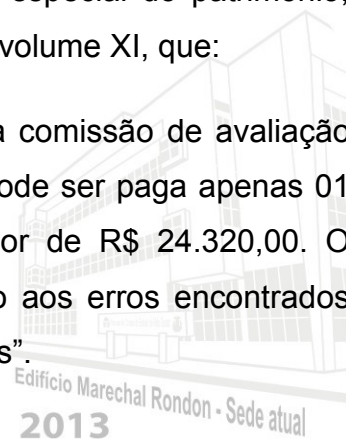 especial de patrimônio,
volume XI, que:
a comissão de avaliação
pode ser paga apenas 01
or de R$ 24.320,00. O
o aos erros encontrados
s”.
Edifício Marechal Rondon - Sede atual
2013